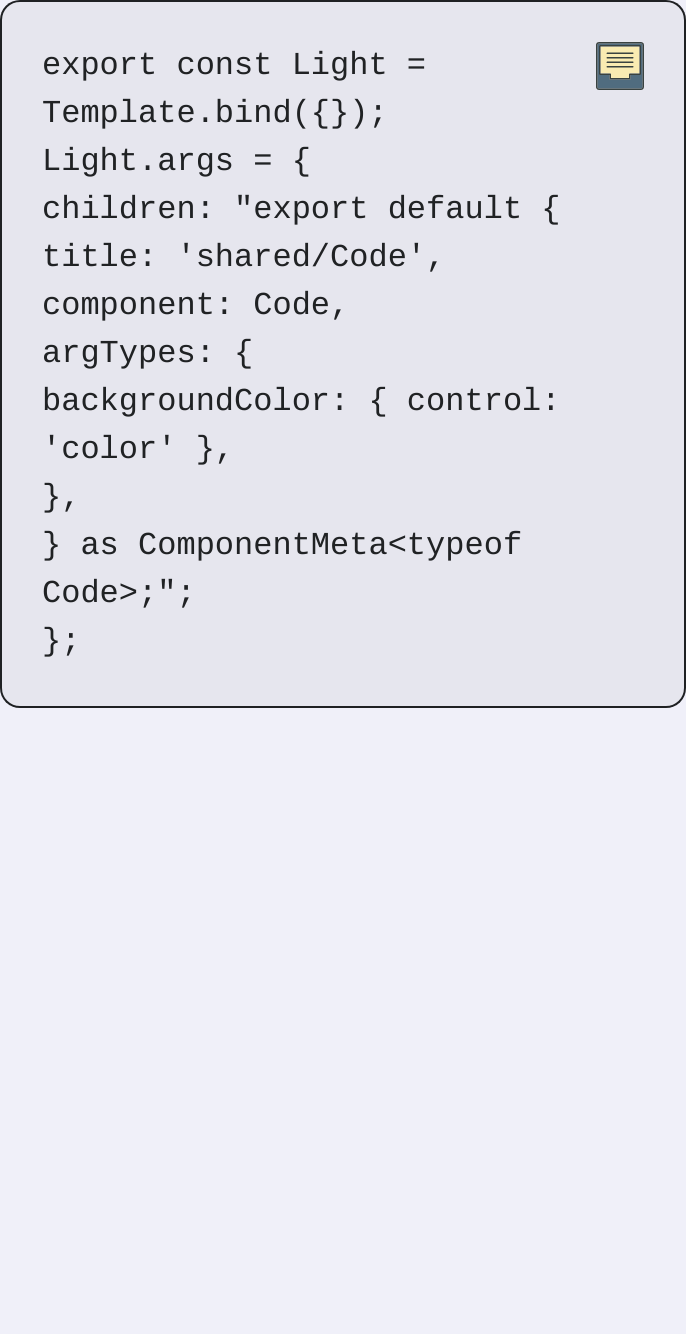 export const Light =
Template.bind({});
Light.args = {
children: "export default {
title: 'shared/Code',
component: Code,
argTypes: {
backgroundColor: { control:
'color' },
},
} as ComponentMeta<typeof
Code>;";
};